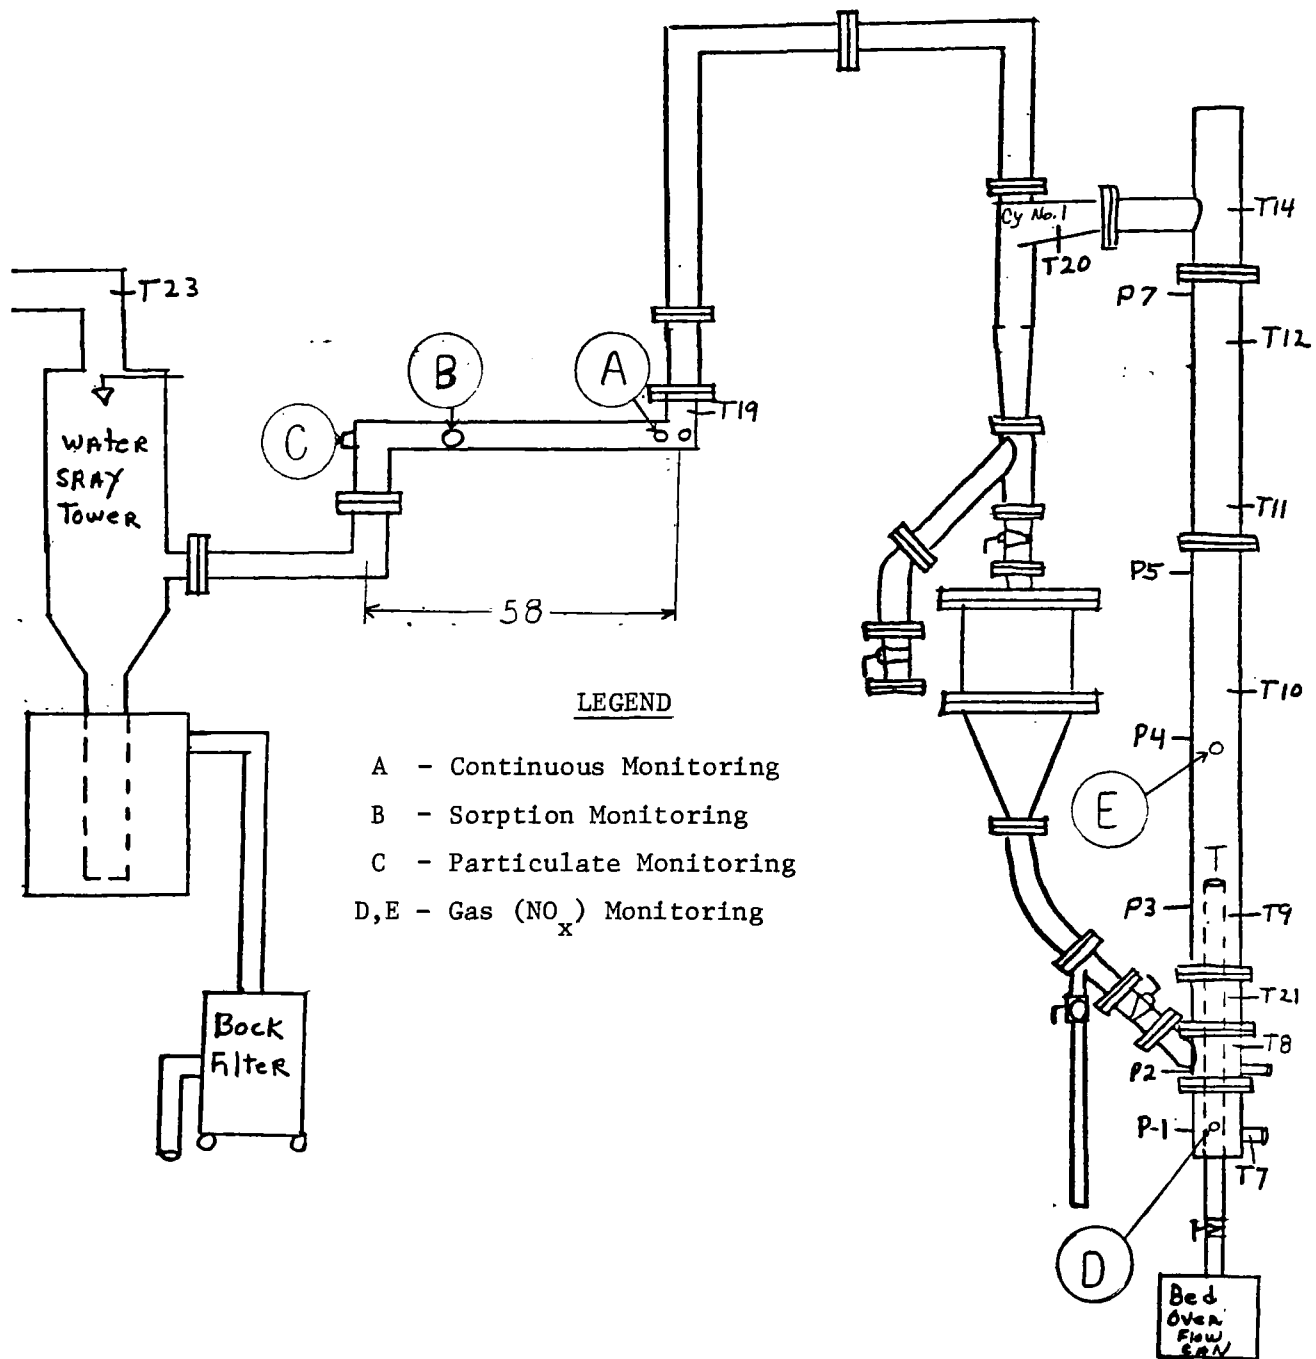 Cy No.1
T14
T20
P7
T23
T12
B
A
T19
C
WATER
SRAY
TOWER
T11
P5
58
T10
LEGEND
P4
A - Continuous Monitoring
E
B - Sorption Monitoring
C - Particulate Monitoring
T
D,E - Gas (NOx) Monitoring
P3
T9
T21
Bock
Filter
T8
P2
P-1
T7
D
Bed
Over
Flow
CAN